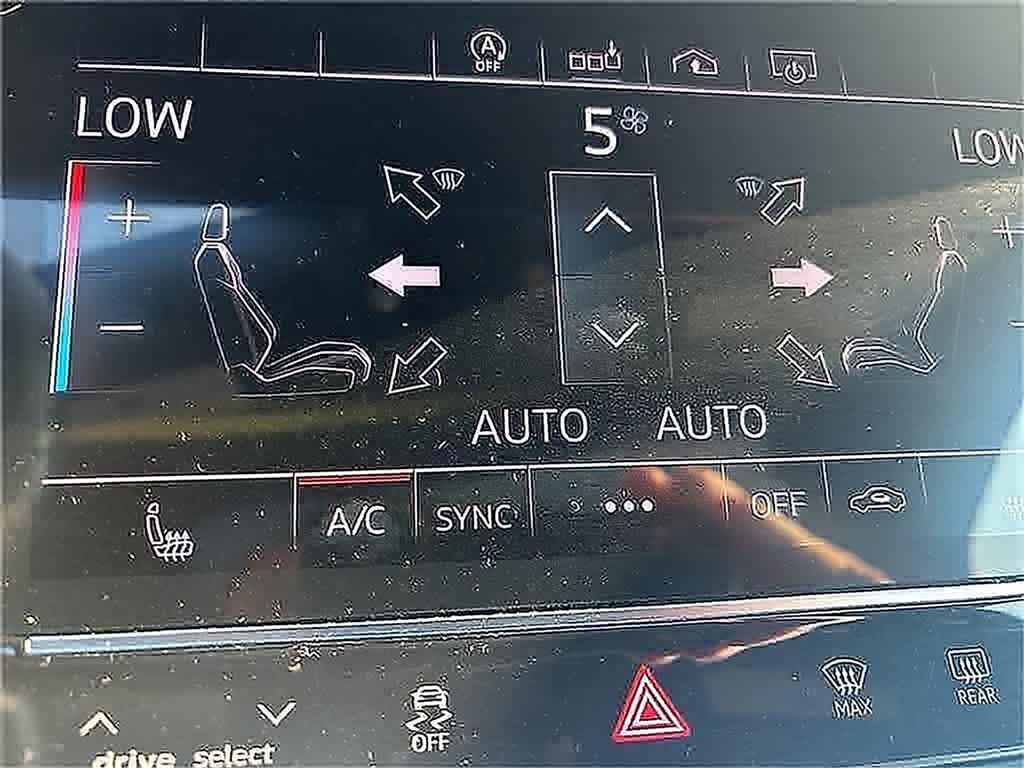 A
OFF
LOW 5 LOW
AUTO AUTO
A/C SYNC OFF
drive select OFF MAX REAR